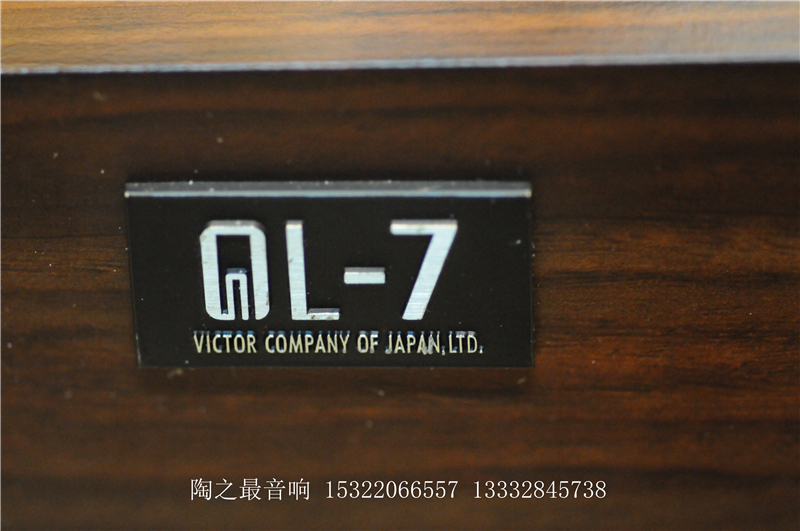 QL-7
VICTOR COMPANY OF JAPAN,LTD.
陶之最音响 15322066557 13332845738